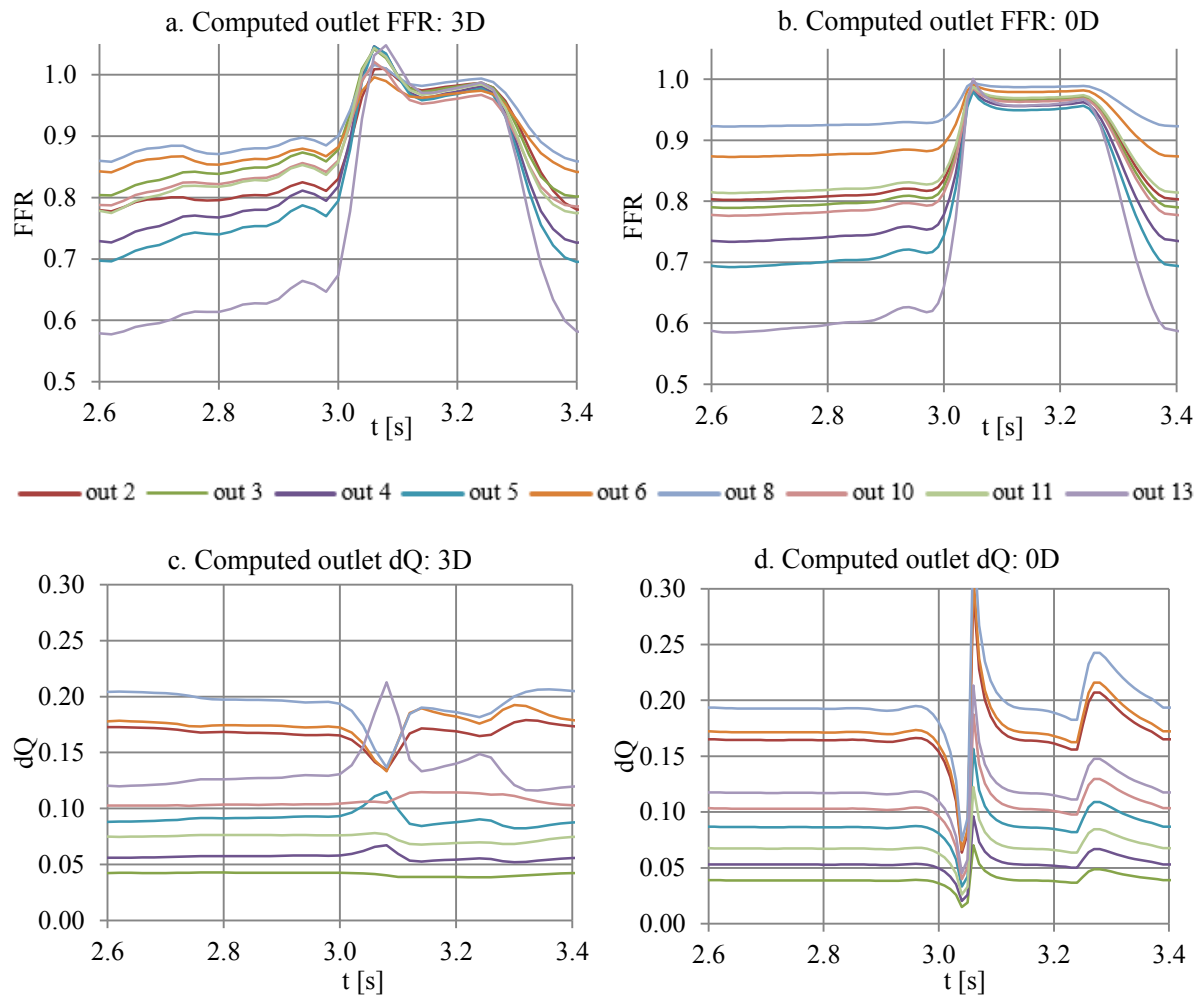 a. Computed outlet FFR: 3D
FFR
1.0
0.9
0.8
0.7
0.6
0.5
2.6 2.8 3.0 3.2 3.4
t [s]
b. Computed outlet FFR: 0D
FFR
1.0
0.9
0.8
0.7
0.6
0.5
2.6 2.8 3.0 3.2 3.4
t [s]
out 2 out 3 out 4 out 5 out 6 out 8 out 10 out 11 out 13
c. Computed outlet dQ: 3D
dQ
0.30
0.25
0.20
0.15
0.10
0.05
0.00
2.6 2.8 3.0 3.2 3.4
t [s]
d. Computed outlet dQ: 0D
dQ
0.30
0.25
0.20
0.15
0.10
0.05
0.00
2.6 2.8 3.0 3.2 3.4
t [s]